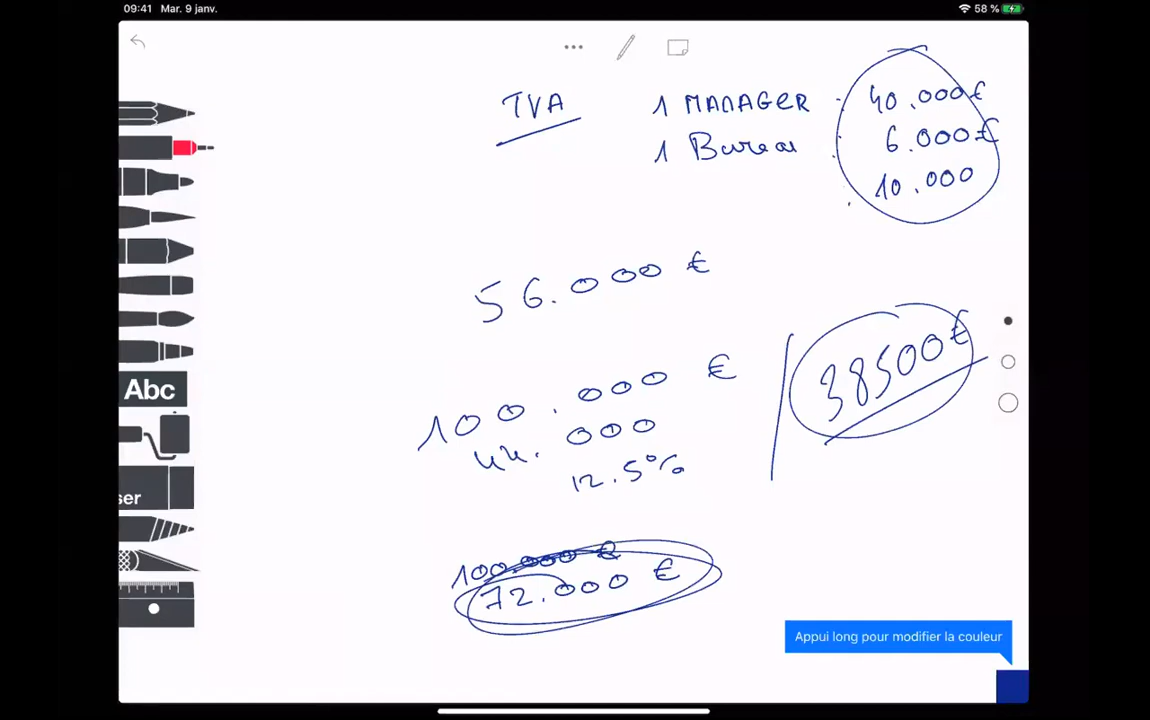 09:41 Mar. 9 janv.
58 %
TVA
1 MANAGER : 40.000€
1 Bureau : 6.000€
10.000
56.000 €
100.000 €
44.000
12.5%
38500€
100.000 €
72.000 €
Abc
ser
Appui long pour modifier la couleur